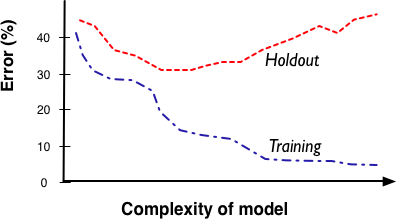 Error (%)
40
30
20
10
0
Holdout
Training
Complexity of model